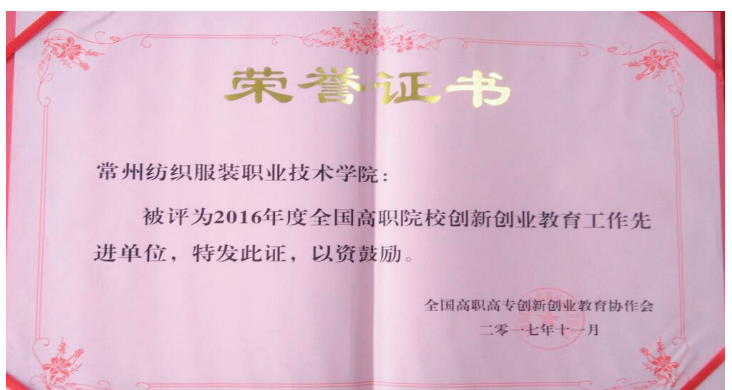 荣誉证书
常州纺织服装职业技术学院：
被评为2016年度全国高职院校创新创业教育工作先
进单位，特发此证，以资鼓励。
全国高职高专创新创业教育协作会
二零一七年十一月